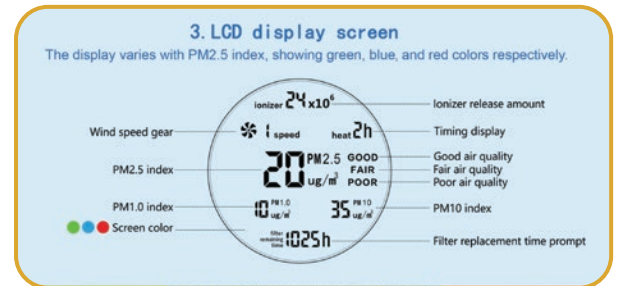 3. LCD display screen
The display varies with PM2.5 index, showing green, blue, and red colors respectively.
ionizer 24x10⁶
Ionizer release amount
Wind speed gear
1 speed
heat 2h
Timing display
PM2.5 index
20 PM2.5 ug/m³
GOOD
FAIR
POOR
Good air quality
Fair air quality
Poor air quality
PM1.0 index
10 PM1.0 ug/m³
35 PM10 ug/m³
PM10 index
Screen color
filter remaining time 1025h
Filter replacement time prompt